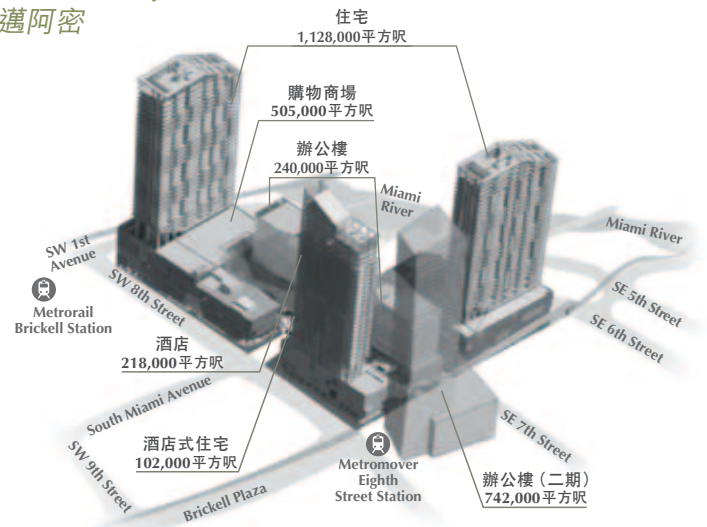 邁阿密
住宅
1,128,000平方呎
購物商場
505,000平方呎
辦公樓
240,000平方呎
Miami
River
Miami River
SW 1st
Avenue
SW 8th Street
SE 5th Street
SE 6th Street
Metrorail
Brickell Station
酒店
218,000平方呎
South Miami Avenue
酒店式住宅
102,000平方呎
SW 9th Street
Brickell Plaza
Metromover
Eighth
Street Station
SE 7th Street
辦公樓（二期）
742,000平方呎